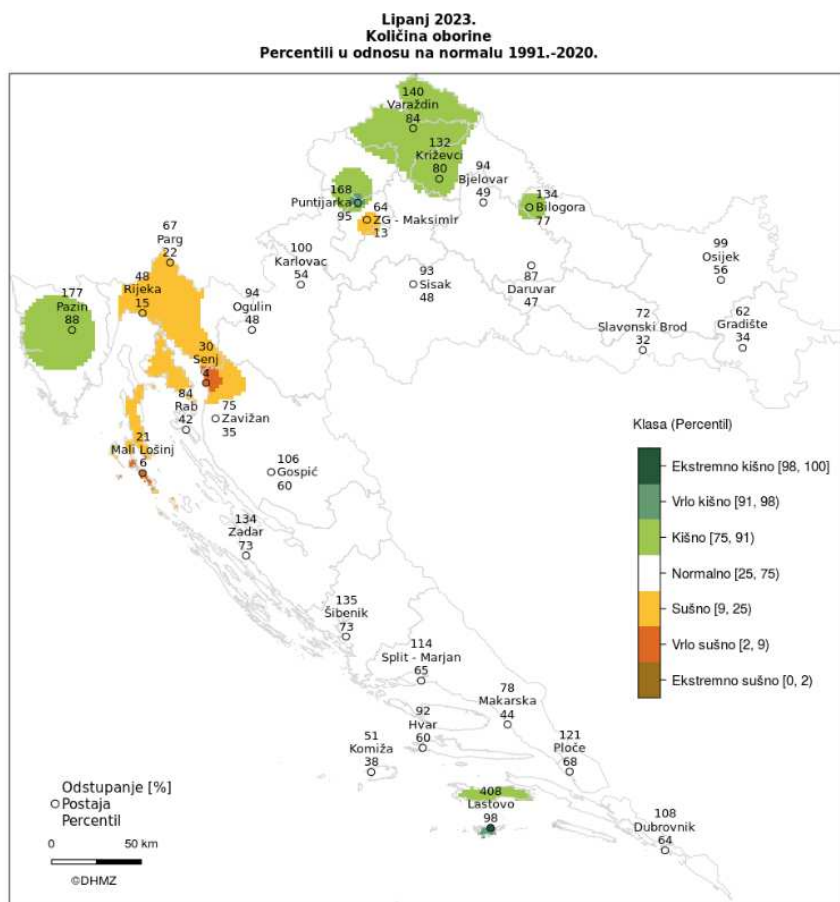 Lipanj 2023.
Količina oborine
Percentili u odnosu na normalu 1991.-2020.
140
Varaždin
84
132
Križevci
80
94
Bjelovar
49
168
Puntijarka
95
64
ZG - Maksimir
13
134
Bilogora
77
67
Parg
22
100
Karlovac
54
93
Sisak
48
87
Daruvar
47
99
Osijek
56
177
Pazin
88
48
Rijeka
15
94
Ogulin
48
72
Slavonski Brod
32
62
Gradište
34
30
Senj
4
84
Rab
42
75
Zavižan
35
21
Mali Lošinj
6
106
Gospić
60
134
Zadar
73
135
Šibenik
73
114
Split - Marjan
65
78
Makarska
44
92
Hvar
60
51
Komiža
38
121
Ploče
68
408
Lastovo
98
108
Dubrovnik
64
Klasa (Percentil)
Ekstremno kišno [98, 100]
Vrlo kišno [91, 98)
Kišno [75, 91)
Normalno [25, 75)
Sušno [9, 25)
Vrlo sušno [2, 9)
Ekstremno sušno [0, 2)
Odstupanje [%]
Postaja
Percentil
0 50 km
©DHMZ